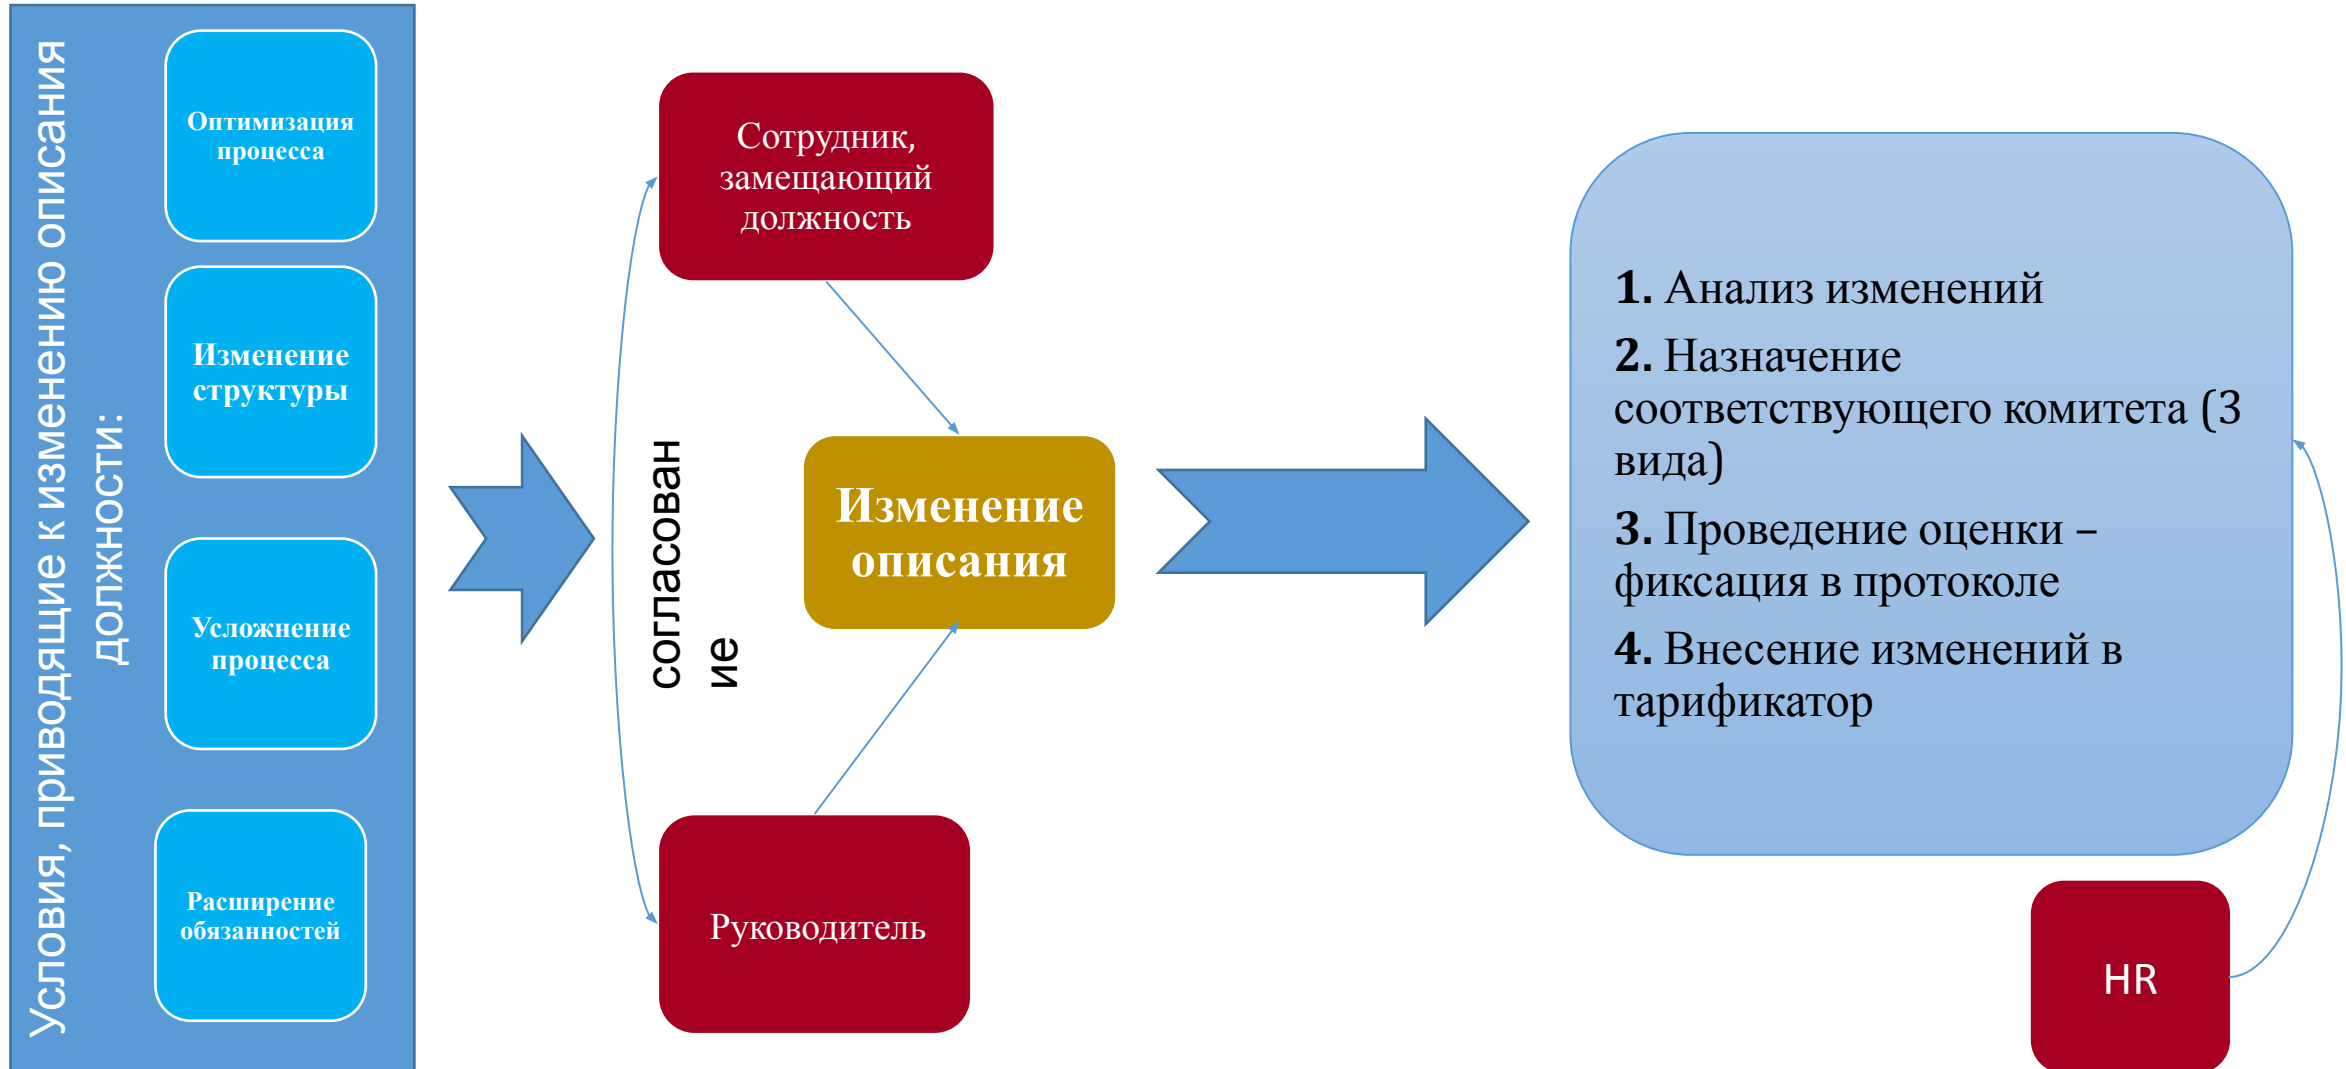 Условия, приводящие к изменению описания
должности:
Оптимизация
процесса
Изменение
структуры
Усложнение
процесса
Расширение
обязанностей
Сотрудник,
замещающий
должность
согласован
ие
Изменение
описания
Руководитель
1. Анализ изменений
2. Назначение
соответствующего комитета (3
вида)
3. Проведение оценки –
фиксация в протоколе
4. Внесение изменений в
тарификатор
HR